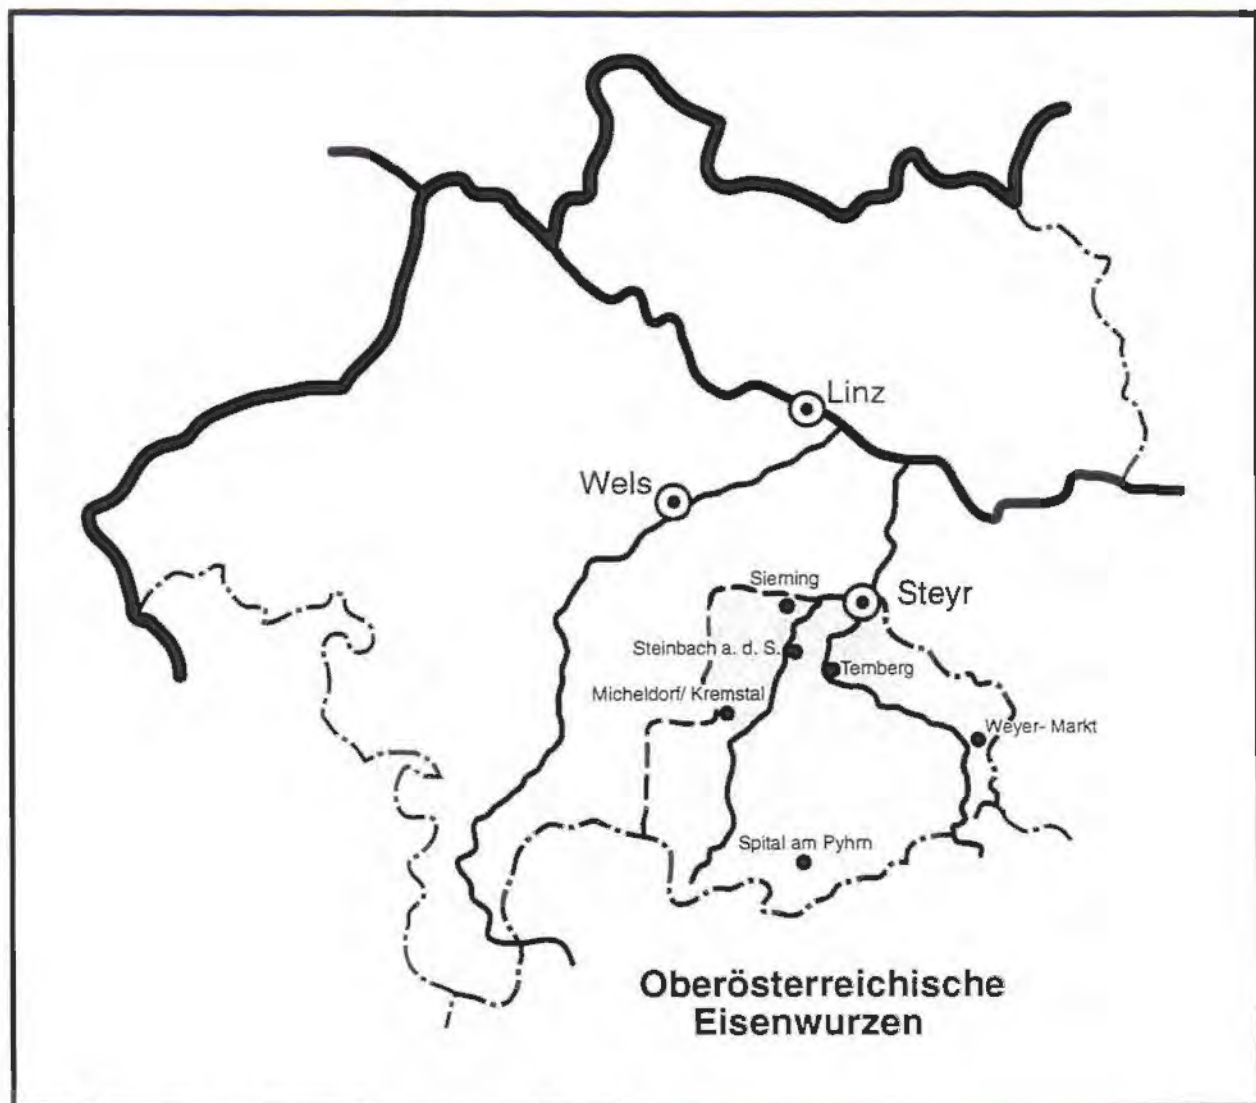 Linz
Wels
Sierning
Steyr
Steinbach a. d. S.
Ternberg
Micheldorf/ Kremstal
Weyer- Markt
Spital am Pyhrn
Oberösterreichische
Eisenwurzen